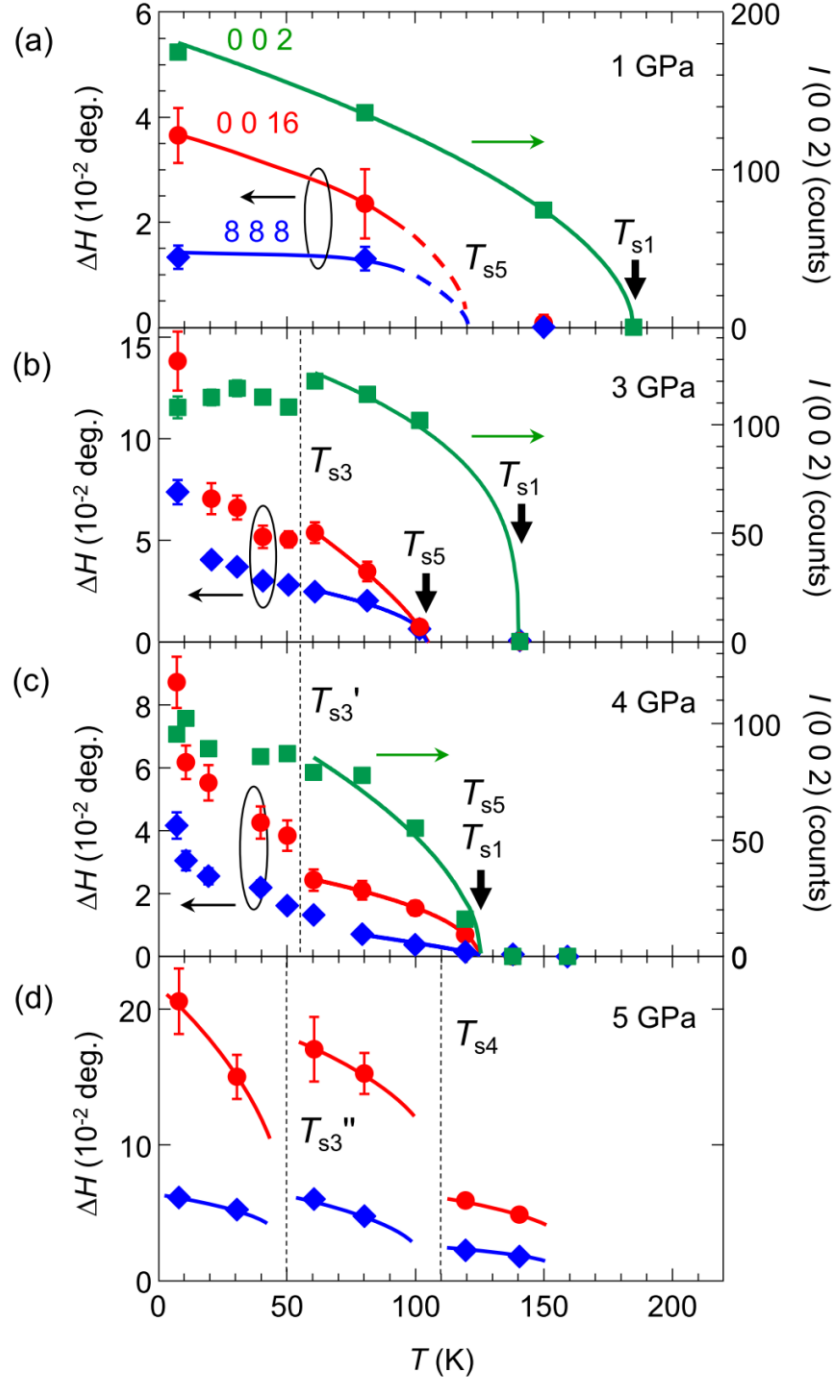 (a)
6
4
2
0
ΔH (10⁻² deg.)
0 0 2
0 0 16
8 8 8
1 GPa
Ts5
Ts1
200
100
0
I (0 0 2) (counts)
(b)
15
10
5
0
ΔH (10⁻² deg.)
3 GPa
Ts3
Ts5
Ts1
100
50
0
I (0 0 2) (counts)
(c)
8
6
4
2
0
ΔH (10⁻² deg.)
4 GPa
Ts3'
Ts5
Ts1
100
50
0
I (0 0 2) (counts)
(d)
20
10
0
ΔH (10⁻² deg.)
5 GPa
Ts4
Ts3"
0 50 100 150 200
T (K)